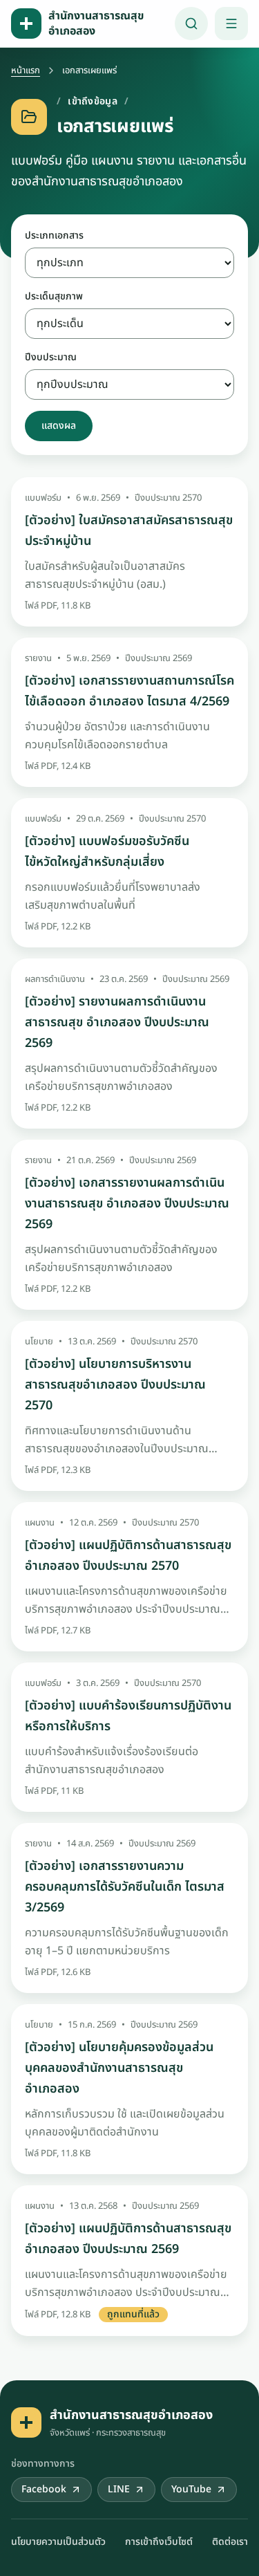 สำนักงานสาธารณสุข
อำเภอสอง
หน้าแรก > เอกสารเผยแพร่
/ เข้าถึงข้อมูล /
เอกสารเผยแพร่
แบบฟอร์ม คู่มือ แผนงาน รายงาน และเอกสารอื่น
ของสำนักงานสาธารณสุขอำเภอสอง
ประเภทเอกสาร
ทุกประเภท
ประเด็นสุขภาพ
ทุกประเด็น
ปีงบประมาณ
ทุกปีงบประมาณ
แสดงผล
แบบฟอร์ม • 6 พ.ย. 2569 • ปีงบประมาณ 2570
[ตัวอย่าง] ใบสมัครอาสาสมัครสาธารณสุข
ประจำหมู่บ้าน
ใบสมัครสำหรับผู้สนใจเป็นอาสาสมัคร
สาธารณสุขประจำหมู่บ้าน (อสม.)
ไฟล์ PDF, 11.8 KB
รายงาน • 5 พ.ย. 2569 • ปีงบประมาณ 2569
[ตัวอย่าง] เอกสารรายงานสถานการณ์โรค
ไข้เลือดออก อำเภอสอง ไตรมาส 4/2569
จำนวนผู้ป่วย อัตราป่วย และการดำเนินงาน
ควบคุมโรคไข้เลือดออกรายตำบล
ไฟล์ PDF, 12.4 KB
แบบฟอร์ม • 29 ต.ค. 2569 • ปีงบประมาณ 2570
[ตัวอย่าง] แบบฟอร์มขอรับวัคซีน
ไข้หวัดใหญ่สำหรับกลุ่มเสี่ยง
กรอกแบบฟอร์มแล้วยื่นที่โรงพยาบาลส่ง
เสริมสุขภาพตำบลในพื้นที่
ไฟล์ PDF, 12.2 KB
ผลการดำเนินงาน • 23 ต.ค. 2569 • ปีงบประมาณ 2569
[ตัวอย่าง] รายงานผลการดำเนินงาน
สาธารณสุข อำเภอสอง ปีงบประมาณ
2569
สรุปผลการดำเนินงานตามตัวชี้วัดสำคัญของ
เครือข่ายบริการสุขภาพอำเภอสอง
ไฟล์ PDF, 12.2 KB
รายงาน • 21 ต.ค. 2569 • ปีงบประมาณ 2569
[ตัวอย่าง] เอกสารรายงานผลการดำเนิน
งานสาธารณสุข อำเภอสอง ปีงบประมาณ
2569
สรุปผลการดำเนินงานตามตัวชี้วัดสำคัญของ
เครือข่ายบริการสุขภาพอำเภอสอง
ไฟล์ PDF, 12.2 KB
นโยบาย • 13 ต.ค. 2569 • ปีงบประมาณ 2570
[ตัวอย่าง] นโยบายการบริหารงาน
สาธารณสุขอำเภอสอง ปีงบประมาณ
2570
ทิศทางและนโยบายการดำเนินงานด้าน
สาธารณสุขของอำเภอสองในปีงบประมาณ...
ไฟล์ PDF, 12.3 KB
แผนงาน • 12 ต.ค. 2569 • ปีงบประมาณ 2570
[ตัวอย่าง] แผนปฏิบัติการด้านสาธารณสุข
อำเภอสอง ปีงบประมาณ 2570
แผนงานและโครงการด้านสุขภาพของเครือข่าย
บริการสุขภาพอำเภอสอง ประจำปีงบประมาณ...
ไฟล์ PDF, 12.7 KB
แบบฟอร์ม • 3 ต.ค. 2569 • ปีงบประมาณ 2570
[ตัวอย่าง] แบบคำร้องเรียนการปฏิบัติงาน
หรือการให้บริการ
แบบคำร้องสำหรับแจ้งเรื่องร้องเรียนต่อ
สำนักงานสาธารณสุขอำเภอสอง
ไฟล์ PDF, 11 KB
รายงาน • 14 ส.ค. 2569 • ปีงบประมาณ 2569
[ตัวอย่าง] เอกสารรายงานความ
ครอบคลุมการได้รับวัคซีนในเด็ก ไตรมาส
3/2569
ความครอบคลุมการได้รับวัคซีนพื้นฐานของเด็ก
อายุ 1–5 ปี แยกตามหน่วยบริการ
ไฟล์ PDF, 12.6 KB
นโยบาย • 15 ก.ค. 2569 • ปีงบประมาณ 2569
[ตัวอย่าง] นโยบายคุ้มครองข้อมูลส่วน
บุคคลของสำนักงานสาธารณสุข
อำเภอสอง
หลักการเก็บรวบรวม ใช้ และเปิดเผยข้อมูลส่วน
บุคคลของผู้มาติดต่อสำนักงาน
ไฟล์ PDF, 11.8 KB
แผนงาน • 13 ต.ค. 2568 • ปีงบประมาณ 2569
[ตัวอย่าง] แผนปฏิบัติการด้านสาธารณสุข
อำเภอสอง ปีงบประมาณ 2569
แผนงานและโครงการด้านสุขภาพของเครือข่าย
บริการสุขภาพอำเภอสอง ประจำปีงบประมาณ...
ไฟล์ PDF, 12.8 KB ถูกแทนที่แล้ว
สำนักงานสาธารณสุขอำเภอสอง
จังหวัดแพร่ · กระทรวงสาธารณสุข
ช่องทางทางการ
Facebook LINE YouTube
นโยบายความเป็นส่วนตัว การเข้าถึงเว็บไซต์ ติดต่อเรา